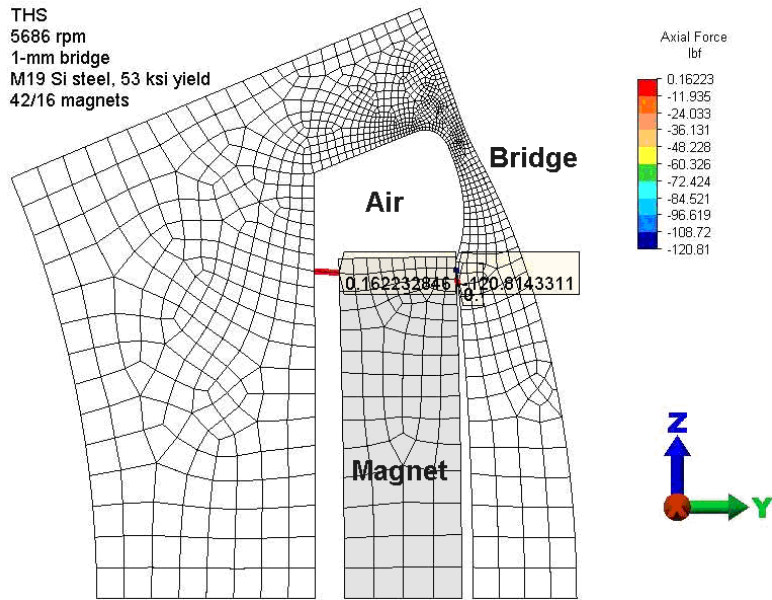 THS
5686 rpm
1-mm bridge
M19 Si steel, 53 ksi yield
42/16 magnets
Axial Force
lbf
0.16223
-11.935
-24.033
-36.131
-48.228
-60.326
-72.424
-84.521
-96.619
-108.72
-120.81
Bridge
Air
0.162232846
-120.8143311
0.1
Magnet
Z
X
Y